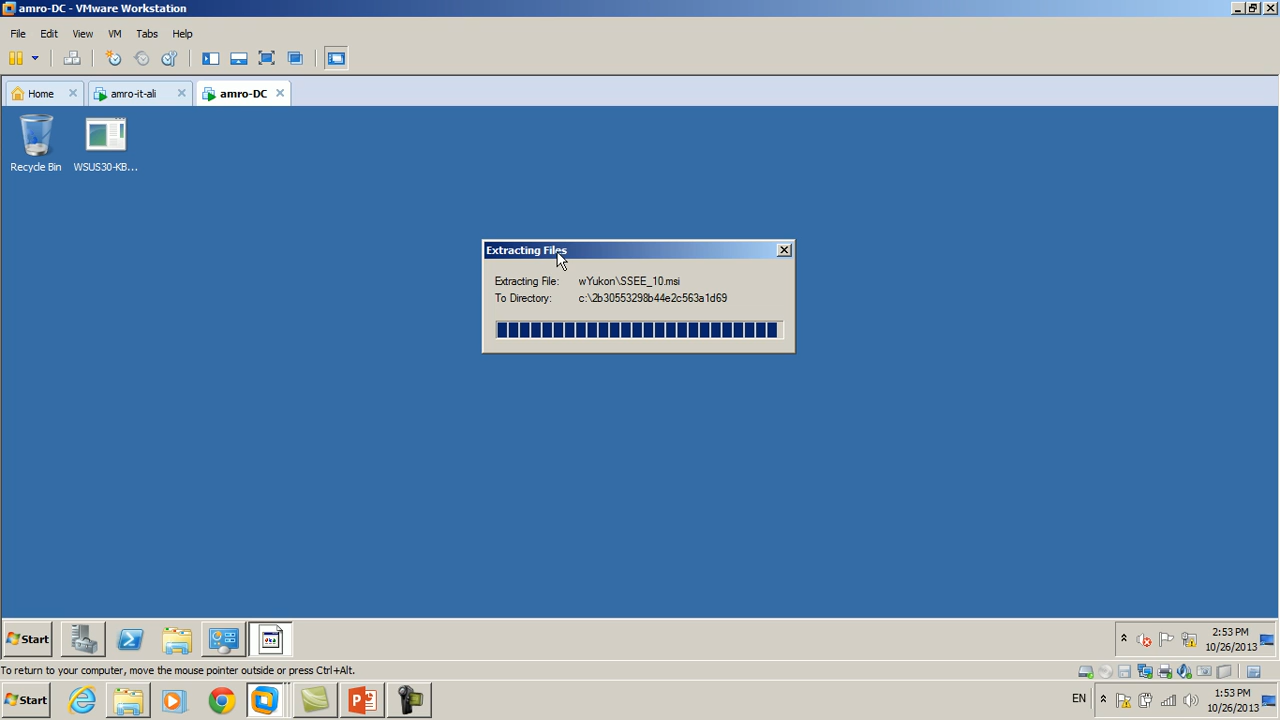 amro-DC - VMware Workstation
File Edit View VM Tabs Help
Home amro-it-ali amro-DC
Recycle Bin WSUS30-KB...
Extracting Files
Extracting File: wYukon\SSEE_10.msi
To Directory: c:\2b30553298b44e2c563a1d69
Start 2:53 PM
10/26/2013
To return to your computer, move the mouse pointer outside or press Ctrl+Alt.
Start EN 1:53 PM
10/26/2013